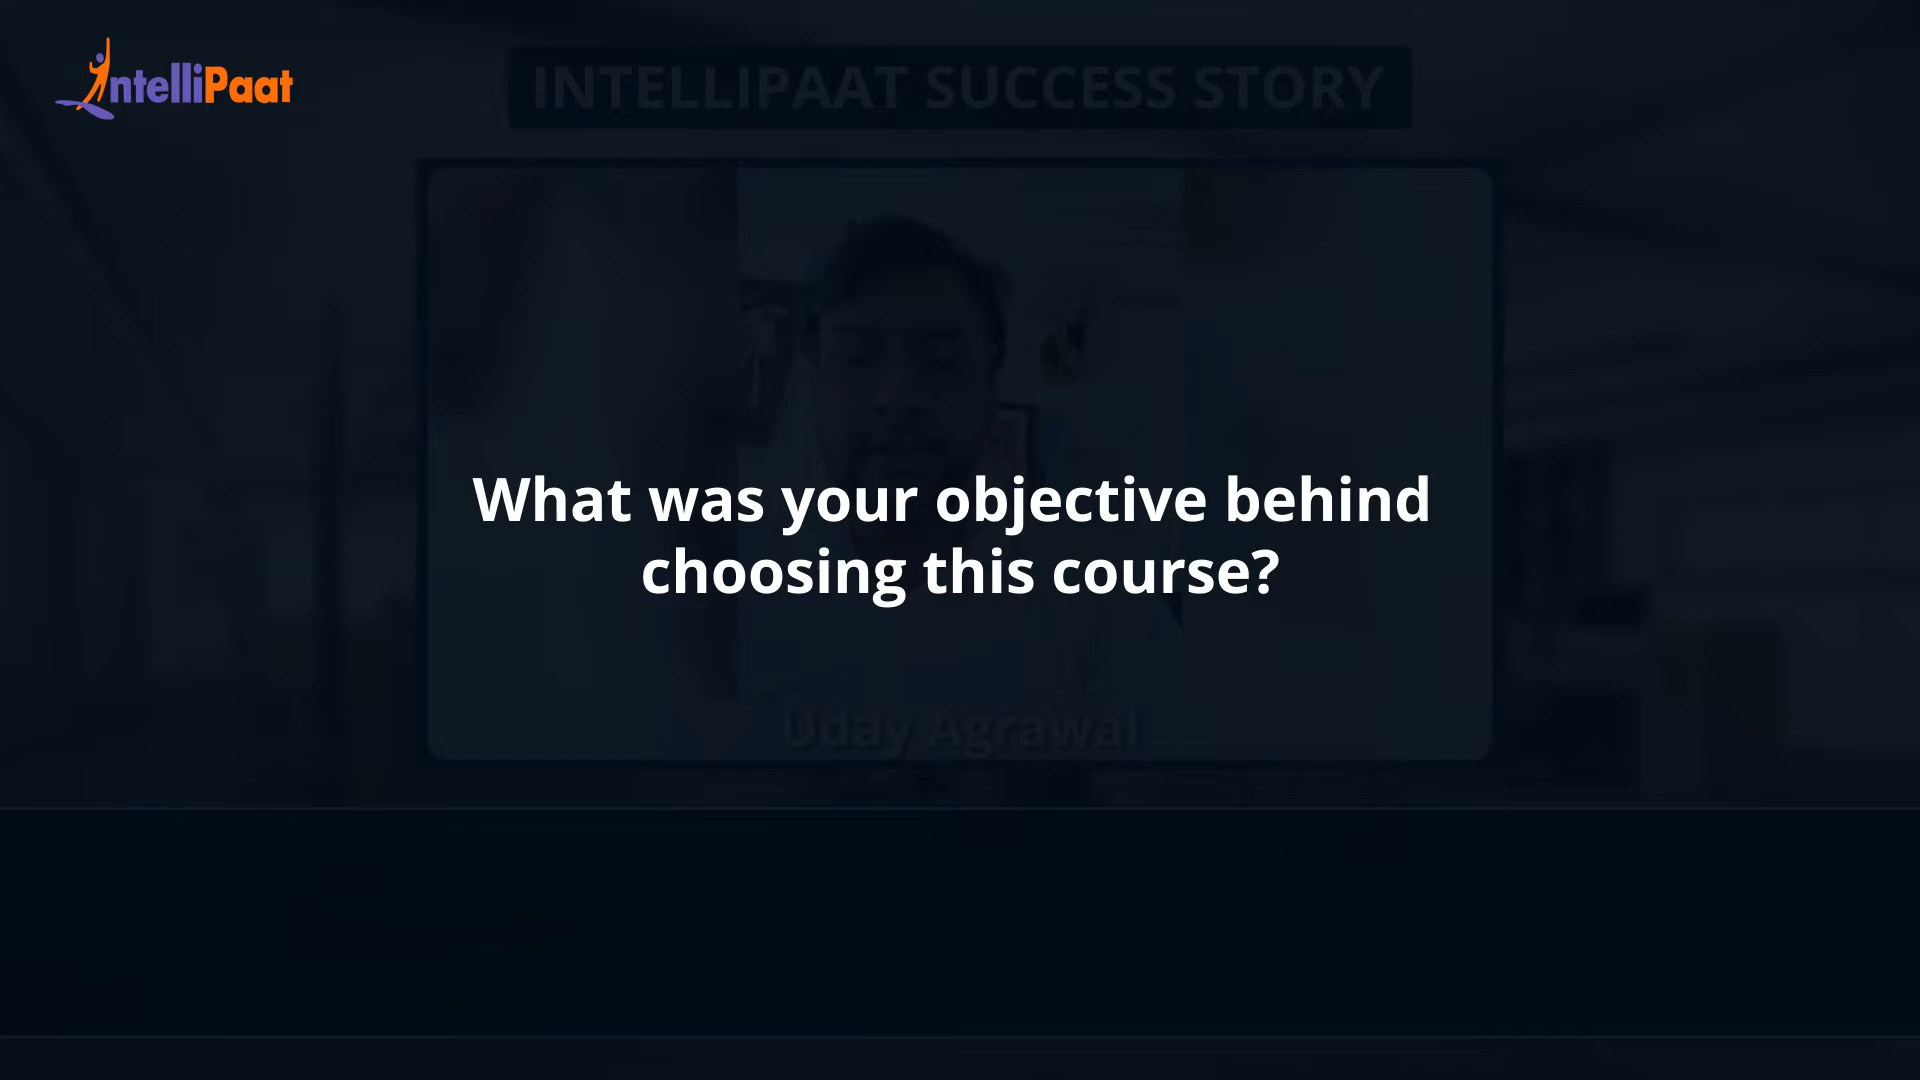 IntelliPaat
INTELLIPAAT SUCCESS STORY
What was your objective behind
choosing this course?
Uday Agrawal